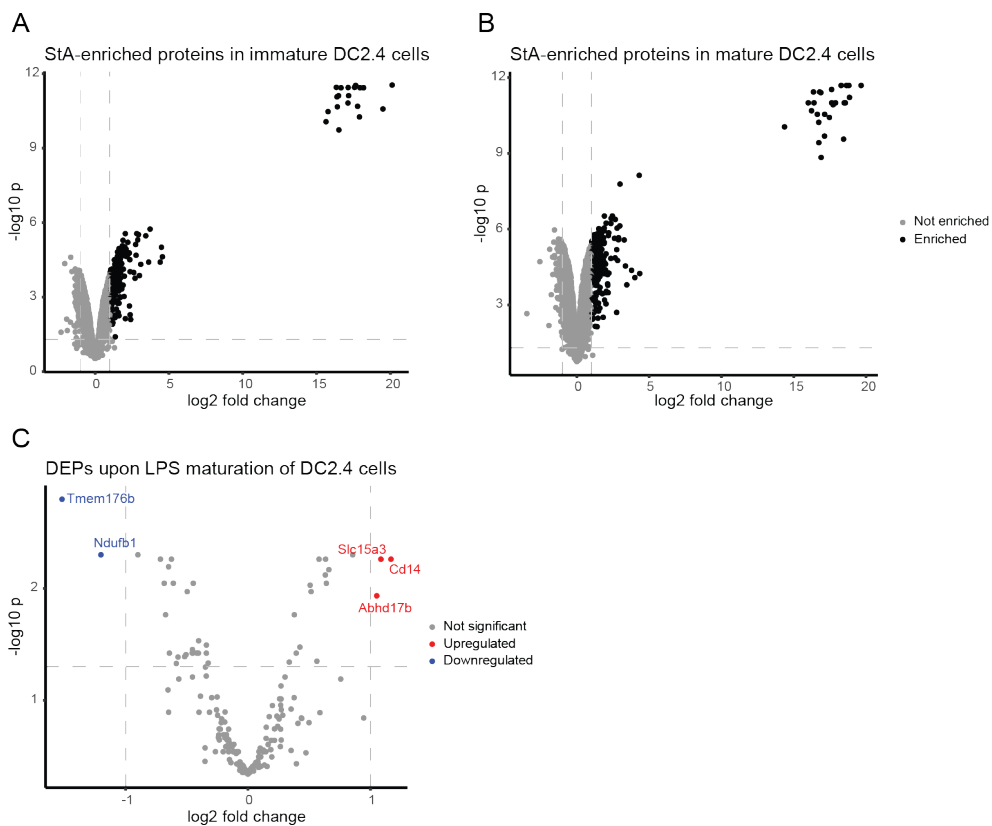 A
StA-enriched proteins in immature DC2.4 cells
12
9
6
3
0
-log10 p
0
5
10
15
20
log2 fold change
B
StA-enriched proteins in mature DC2.4 cells
12
9
6
3
-log10 p
0
5
10
15
20
log2 fold change
Not enriched
Enriched
C
DEPs upon LPS maturation of DC2.4 cells
Tmem176b
Ndufb1
Slc15a3
Cd14
Abhd17b
2
1
-log10 p
-1
0
1
log2 fold change
Not significant
Upregulated
Downregulated